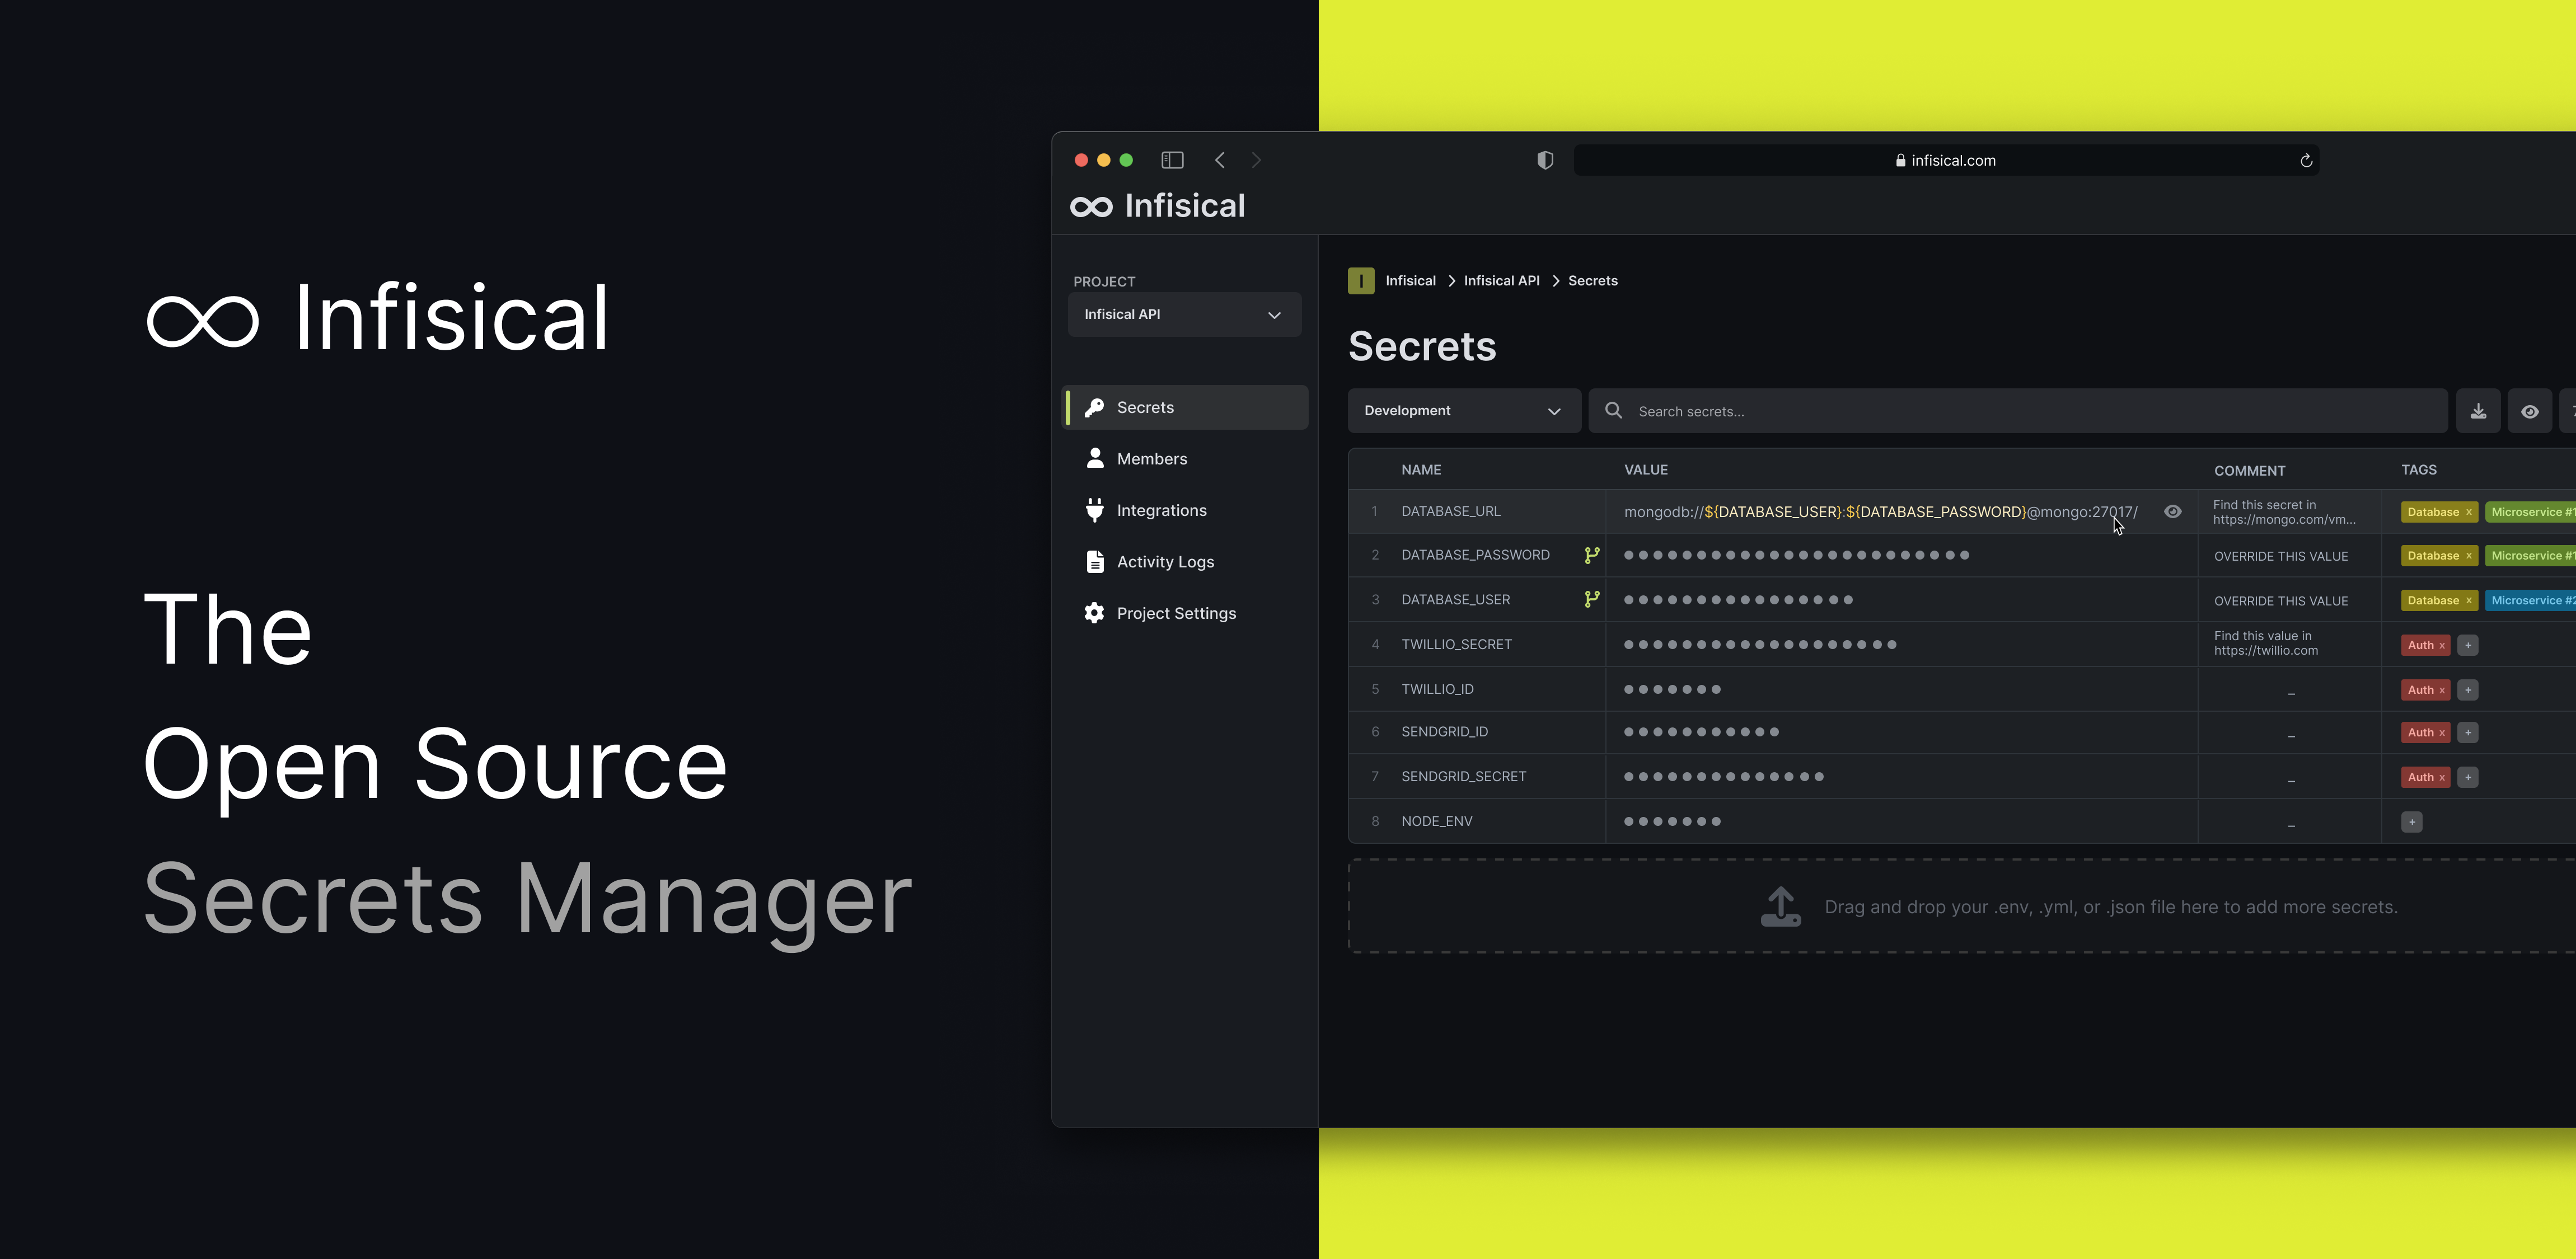 Infisical
The
Open Source
Secrets Manager
infisical.com
Infisical
PROJECT
Infisical API
Secrets
Members
Integrations
Activity Logs
Project Settings
I Infisical > Infisical API > Secrets
Secrets
Development
Search secrets...
NAME VALUE COMMENT TAGS
1 DATABASE_URL mongodb://${DATABASE_USER}:${DATABASE_PASSWORD}@mongo:27017/ Find this secret in
https://mongo.com/vm... Database x Microservice #1
2 DATABASE_PASSWORD OVERRIDE THIS VALUE Database x Microservice #1
3 DATABASE_USER OVERRIDE THIS VALUE Database x Microservice #2
4 TWILLIO_SECRET Find this value in
https://twillio.com Auth x +
5 TWILLIO_ID – Auth x +
6 SENDGRID_ID – Auth x +
7 SENDGRID_SECRET – Auth x +
8 NODE_ENV – +
Drag and drop your .env, .yml, or .json file here to add more secrets.